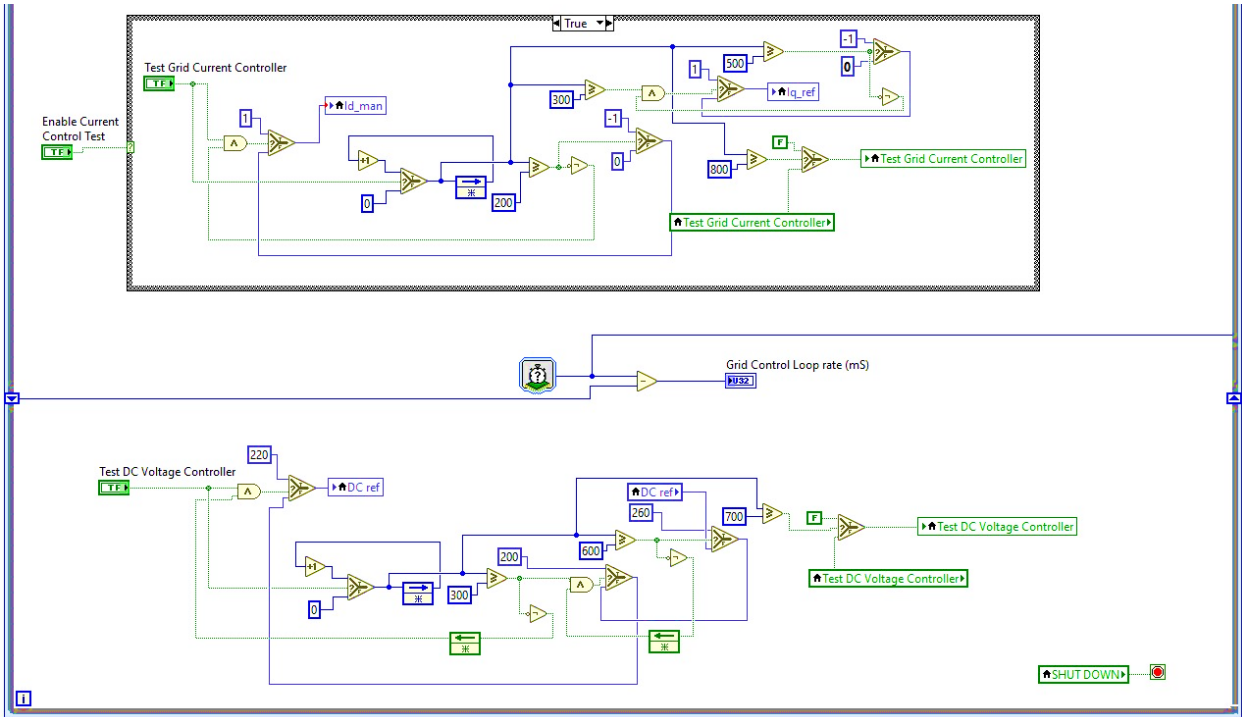 True
Test Grid Current Controller
TF
Enable Current
Control Test
TF
?
1
Id_man
+1
0
200
300
500
-1
0
1
Iq_ref
-1
0
800
F
Test Grid Current Controller
Test Grid Current Controller
Grid Control Loop rate (mS)
U32
Test DC Voltage Controller
TF
220
DC ref
+1
0
300
200
600
DC ref
260
700
F
Test DC Voltage Controller
Test DC Voltage Controller
SHUT DOWN
i